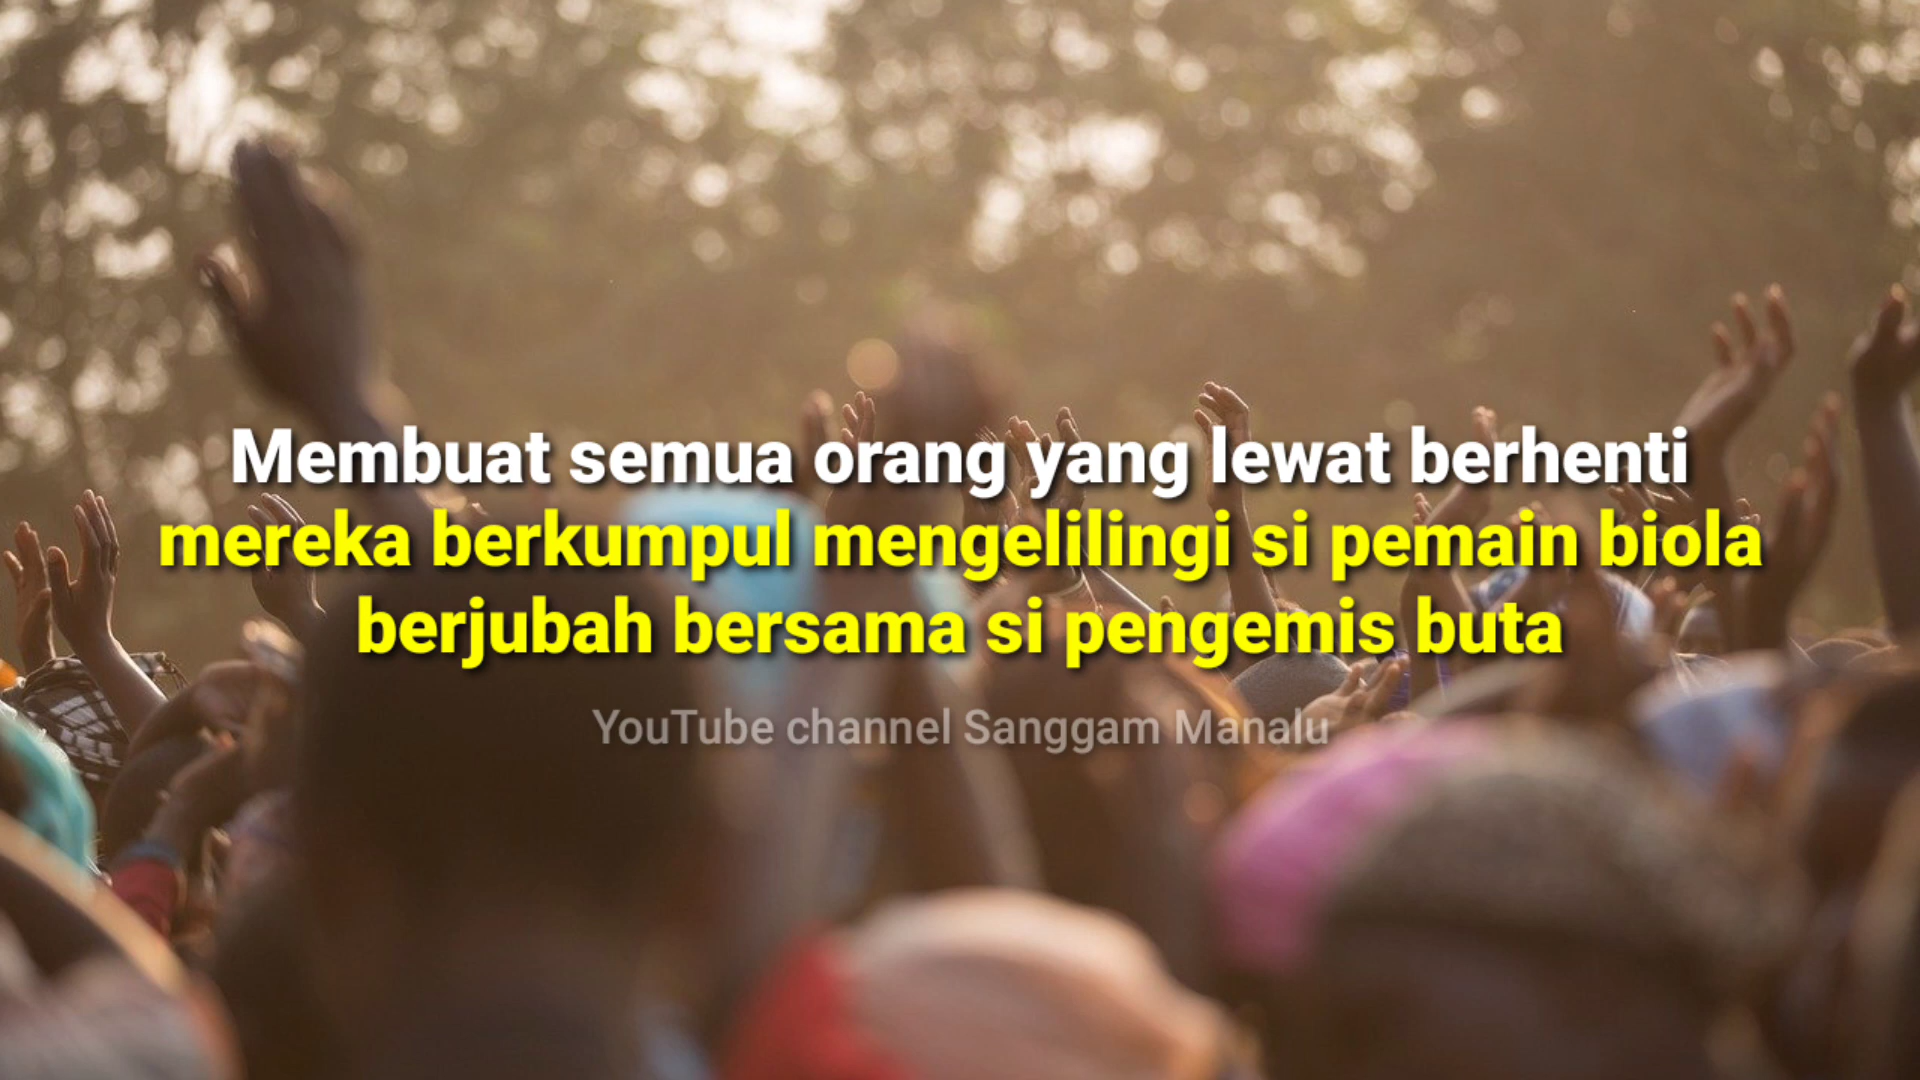 Membuat semua orang yang lewat berhenti
mereka berkumpul mengelilingi si pemain biola
berjubah bersama si pengemis buta
YouTube channel Sanggam Manalu